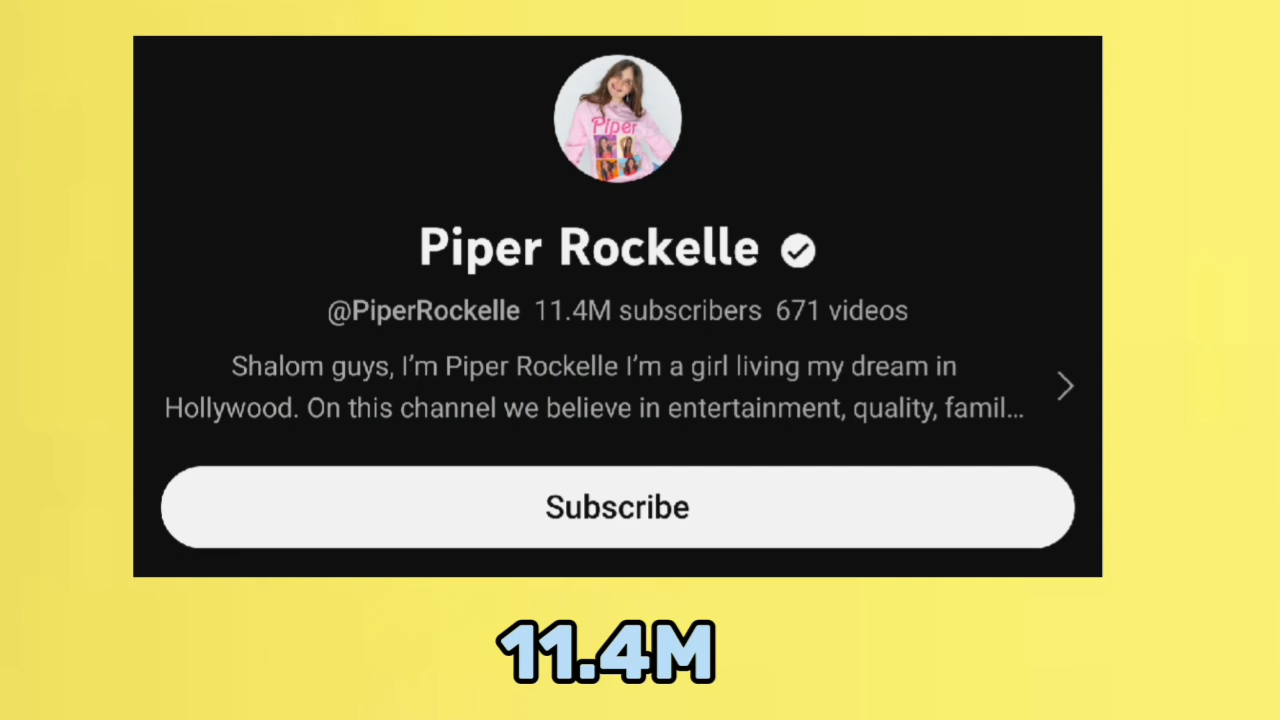 Piper
Piper Rockelle
@PiperRockelle 11.4M subscribers 671 videos
Shalom guys, I’m Piper Rockelle I’m a girl living my dream in
Hollywood. On this channel we believe in entertainment, quality, famil...
Subscribe
11.4M